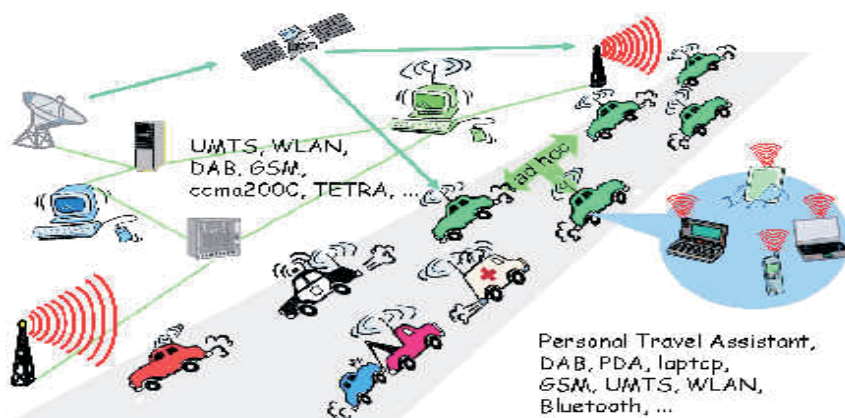 UMTS, WLAN,
DAB, GSM,
ccma200C, TETRA, ...
ad hoc
Personal Travel Assistant,
DAB, PDA, laptcp,
GSM, UMTS, WLAN,
Bluetooth, ...